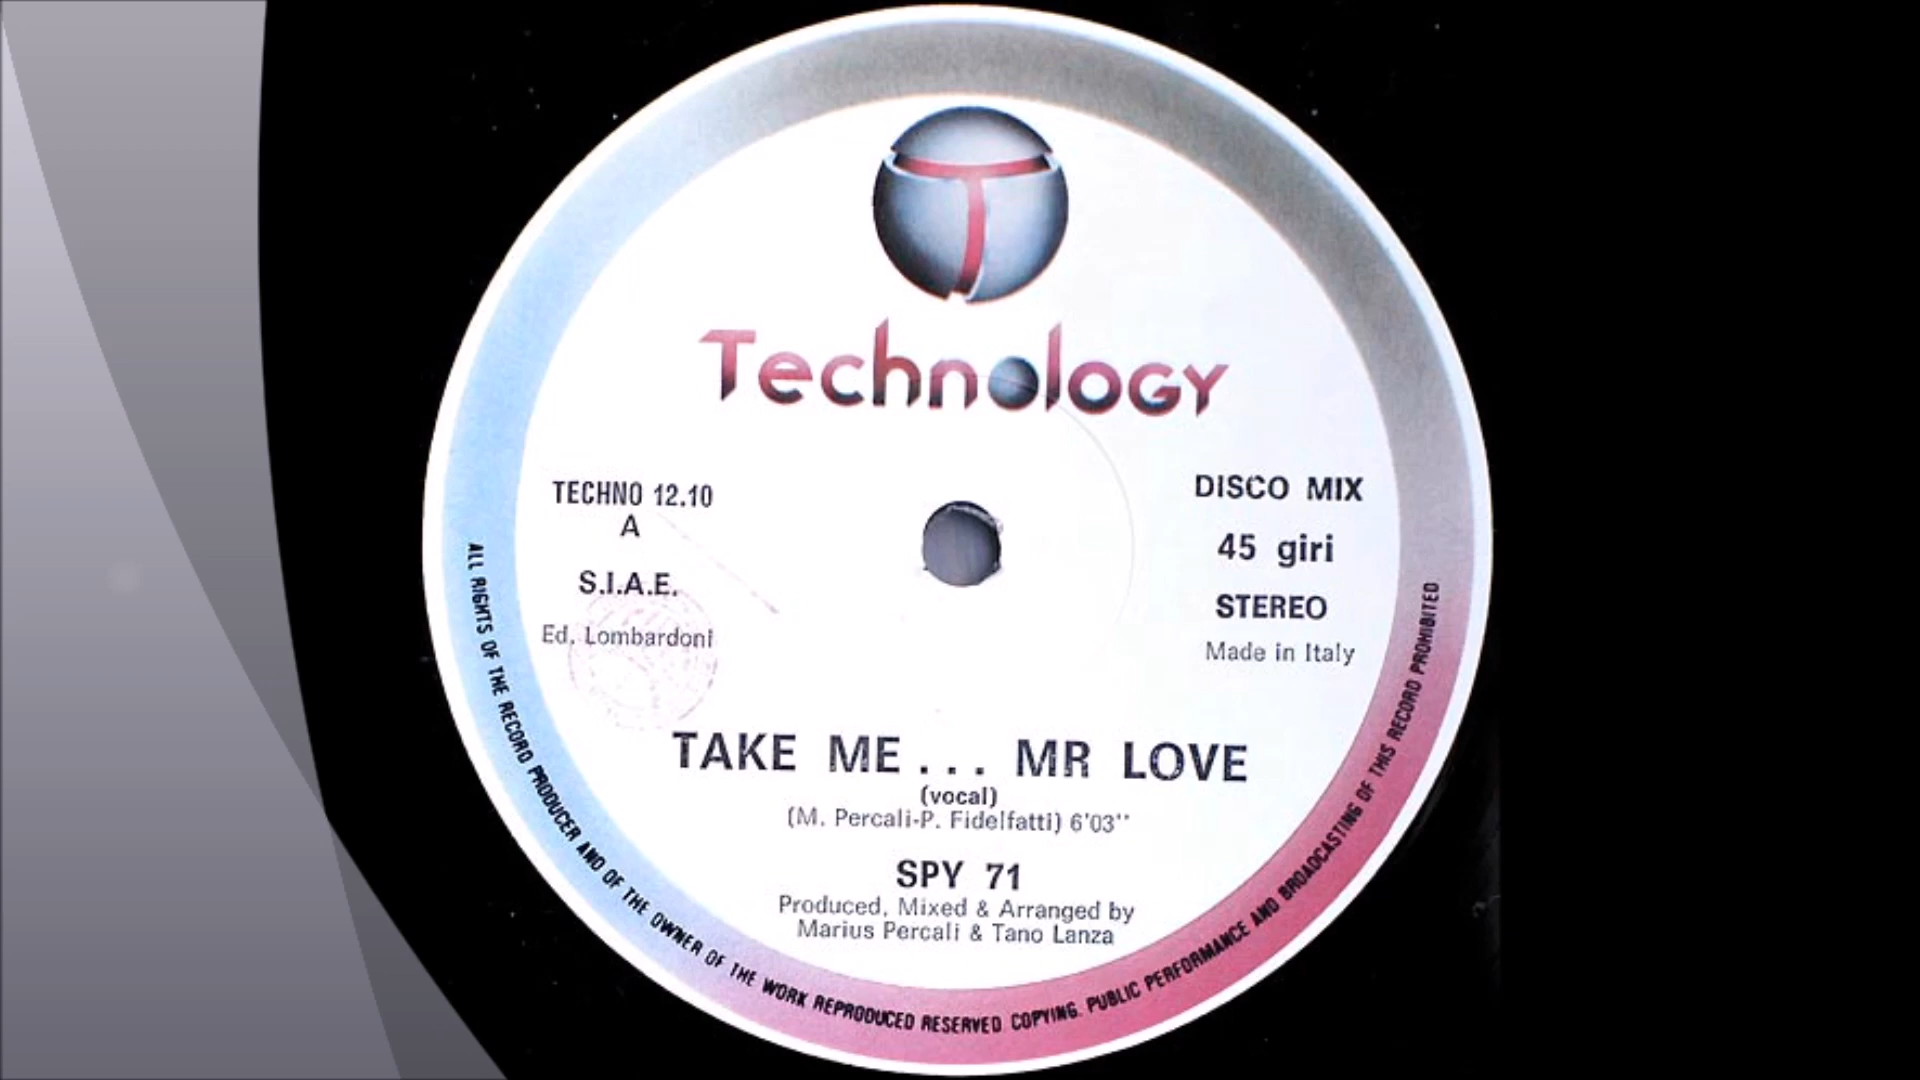 T
Technology
TECHNO 12.10
A
S.I.A.E.
Ed. Lombardoni
DISCO MIX
45 giri
STEREO
Made in Italy
TAKE ME... MR LOVE
(vocal)
(M. Percali-P. Fidelfatti) 6'03''
SPY 71
Produced, Mixed & Arranged by
Marius Percali & Tano Lanza
ALL RIGHTS OF THE RECORD PRODUCER AND OF THE OWNER OF THE WORK REPRODUCED RESERVED COPYING. PUBLIC PERFORMANCE AND BROADCASTING OF THIS RECORD PROHIBITED